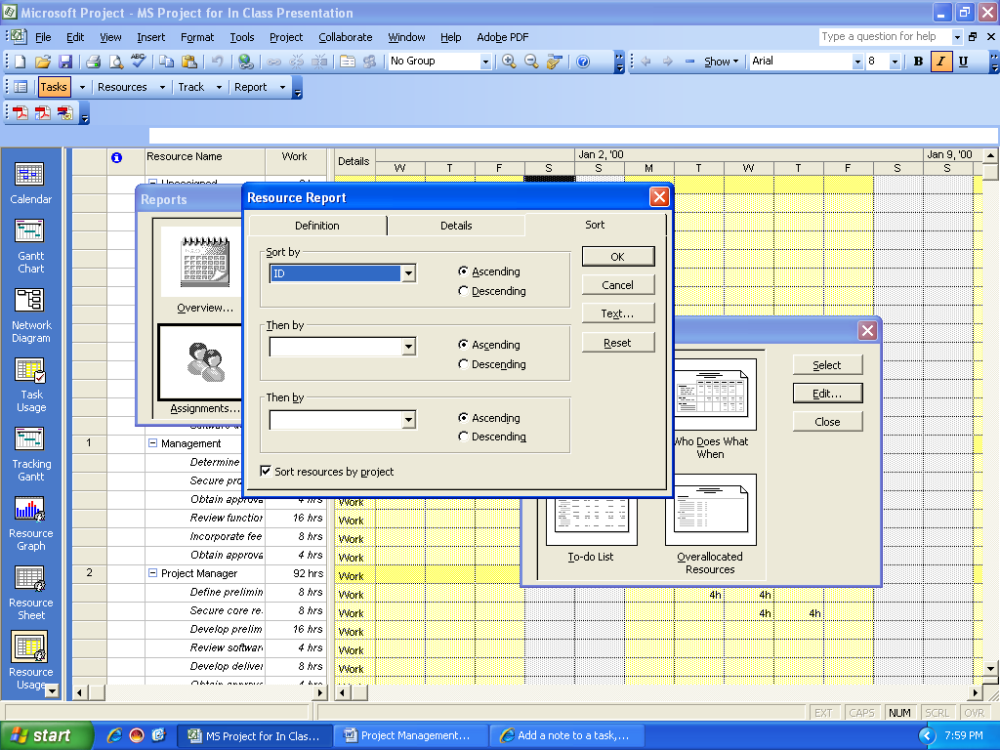 Microsoft Project - MS Project for In Class Presentation
File Edit View Insert Format Tools Project Collaborate Window Help Adobe PDF
Type a question for help
No Group
Show
Arial
8
B I U
Tasks Resources Track Report
Resource Name
Work
Details
Jan 2, '00
Jan 9, '00
W T F S S M T W T F S S
Calendar
Gantt
Chart
Network
Diagram
Task
Usage
Tracking
Gantt
Resource
Graph
Resource
Sheet
Resource
Usage
Reports
Overview...
Assignments...
Resource Report
Definition
Details
Sort
Sort by
ID
Ascending
Descending
Then by
Ascending
Descending
Then by
Ascending
Descending
Sort resources by project
OK
Cancel
Text...
Reset
Select
Edit...
Close
Who Does What
When
To-do List
Overallocated
Resources
1 Management
Determine
Secure pro
Obtain approva 4 hrs Work
Review function 16 hrs Work
Incorporate fee 8 hrs Work
Obtain approva 4 hrs Work
2 Project Manager 92 hrs Work
Define prelimin 8 hrs Work 4h 4h
Secure core re. 8 hrs Work 4h 4h
Develop prelim 16 hrs Work
Review softwar 4 hrs Work
Develop deliver 8 hrs Work
EXT CAPS NUM SCRL OVR
start
MS Project for In Clas...
Project Management...
Add a note to a task,...
7:59 PM